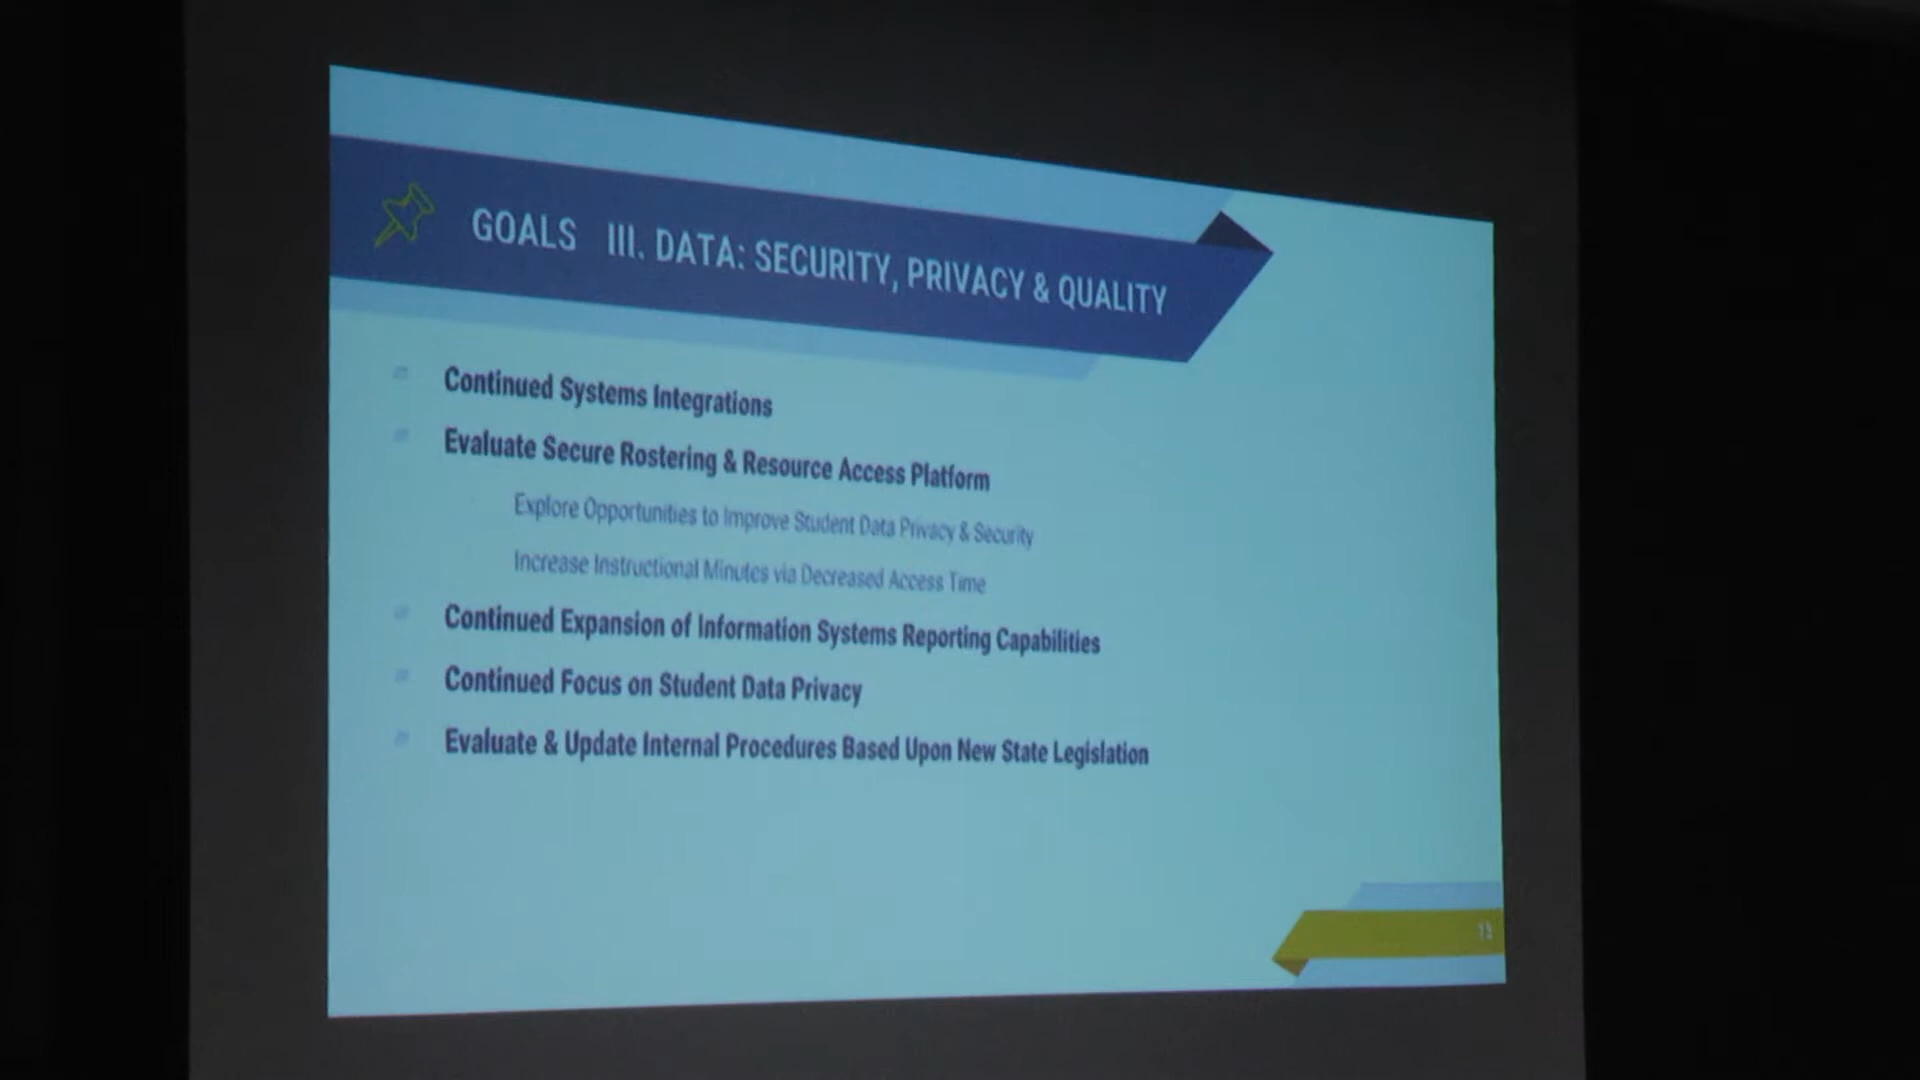 GOALS III. DATA: SECURITY, PRIVACY & QUALITY
Continued Systems Integrations
Evaluate Secure Rostering & Resource Access Platform
Explore Opportunities to Improve Student Data Privacy & Security
Increase Instructional Minutes via Decreased Access Time
Continued Expansion of Information Systems Reporting Capabilities
Continued Focus on Student Data Privacy
Evaluate & Update Internal Procedures Based Upon New State Legislation